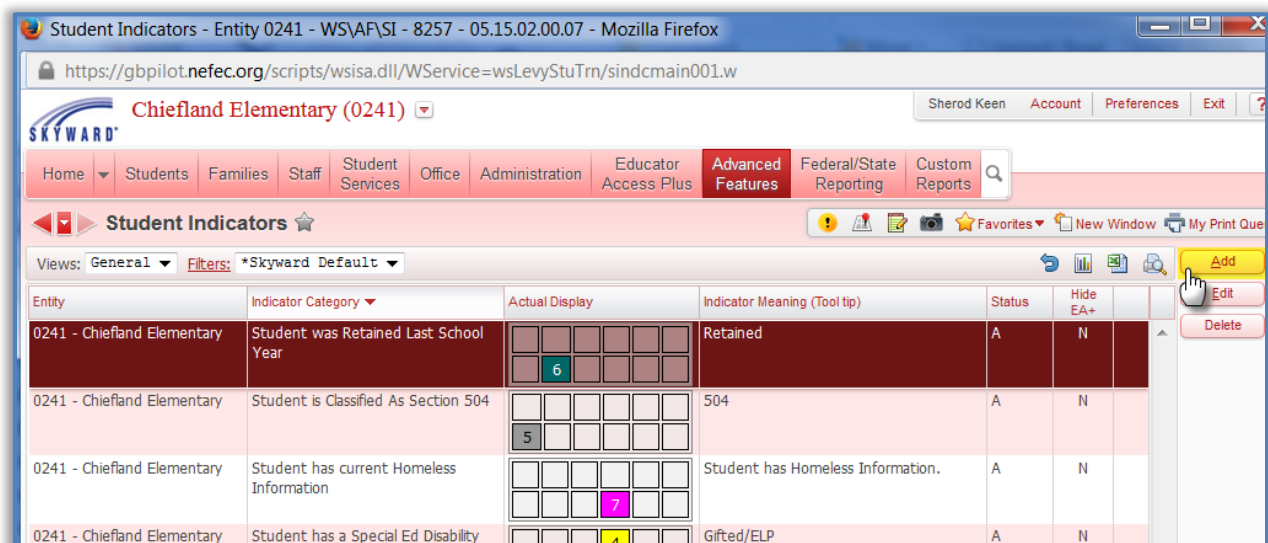 Student Indicators - Entity 0241 - WS\AF\SI - 8257 - 05.15.02.00.07 - Mozilla Firefox
https://gbpilot.nefec.org/scripts/wsisa.dll/WService=wsLevyStuTrn/sindcmain001.w
SKYWARD
Chiefland Elementary (0241)
Sherod Keen Account Preferences Exit ?
Home Students Families Staff Student Services Office Administration Educator Access Plus Advanced Features Federal/State Reporting Custom Reports
Student Indicators
Favorites New Window My Print Que
Views: General Filters: *Skyward Default
Add
Edit
Delete
Entity Indicator Category Actual Display Indicator Meaning (Tool tip) Status Hide EA+
0241 - Chiefland Elementary Student was Retained Last School Year 6 Retained A N
0241 - Chiefland Elementary Student is Classified As Section 504 5 504 A N
0241 - Chiefland Elementary Student has current Homeless Information 7 Student has Homeless Information. A N
0241 - Chiefland Elementary Student has a Special Ed Disability 4 Gifted/ELP A N